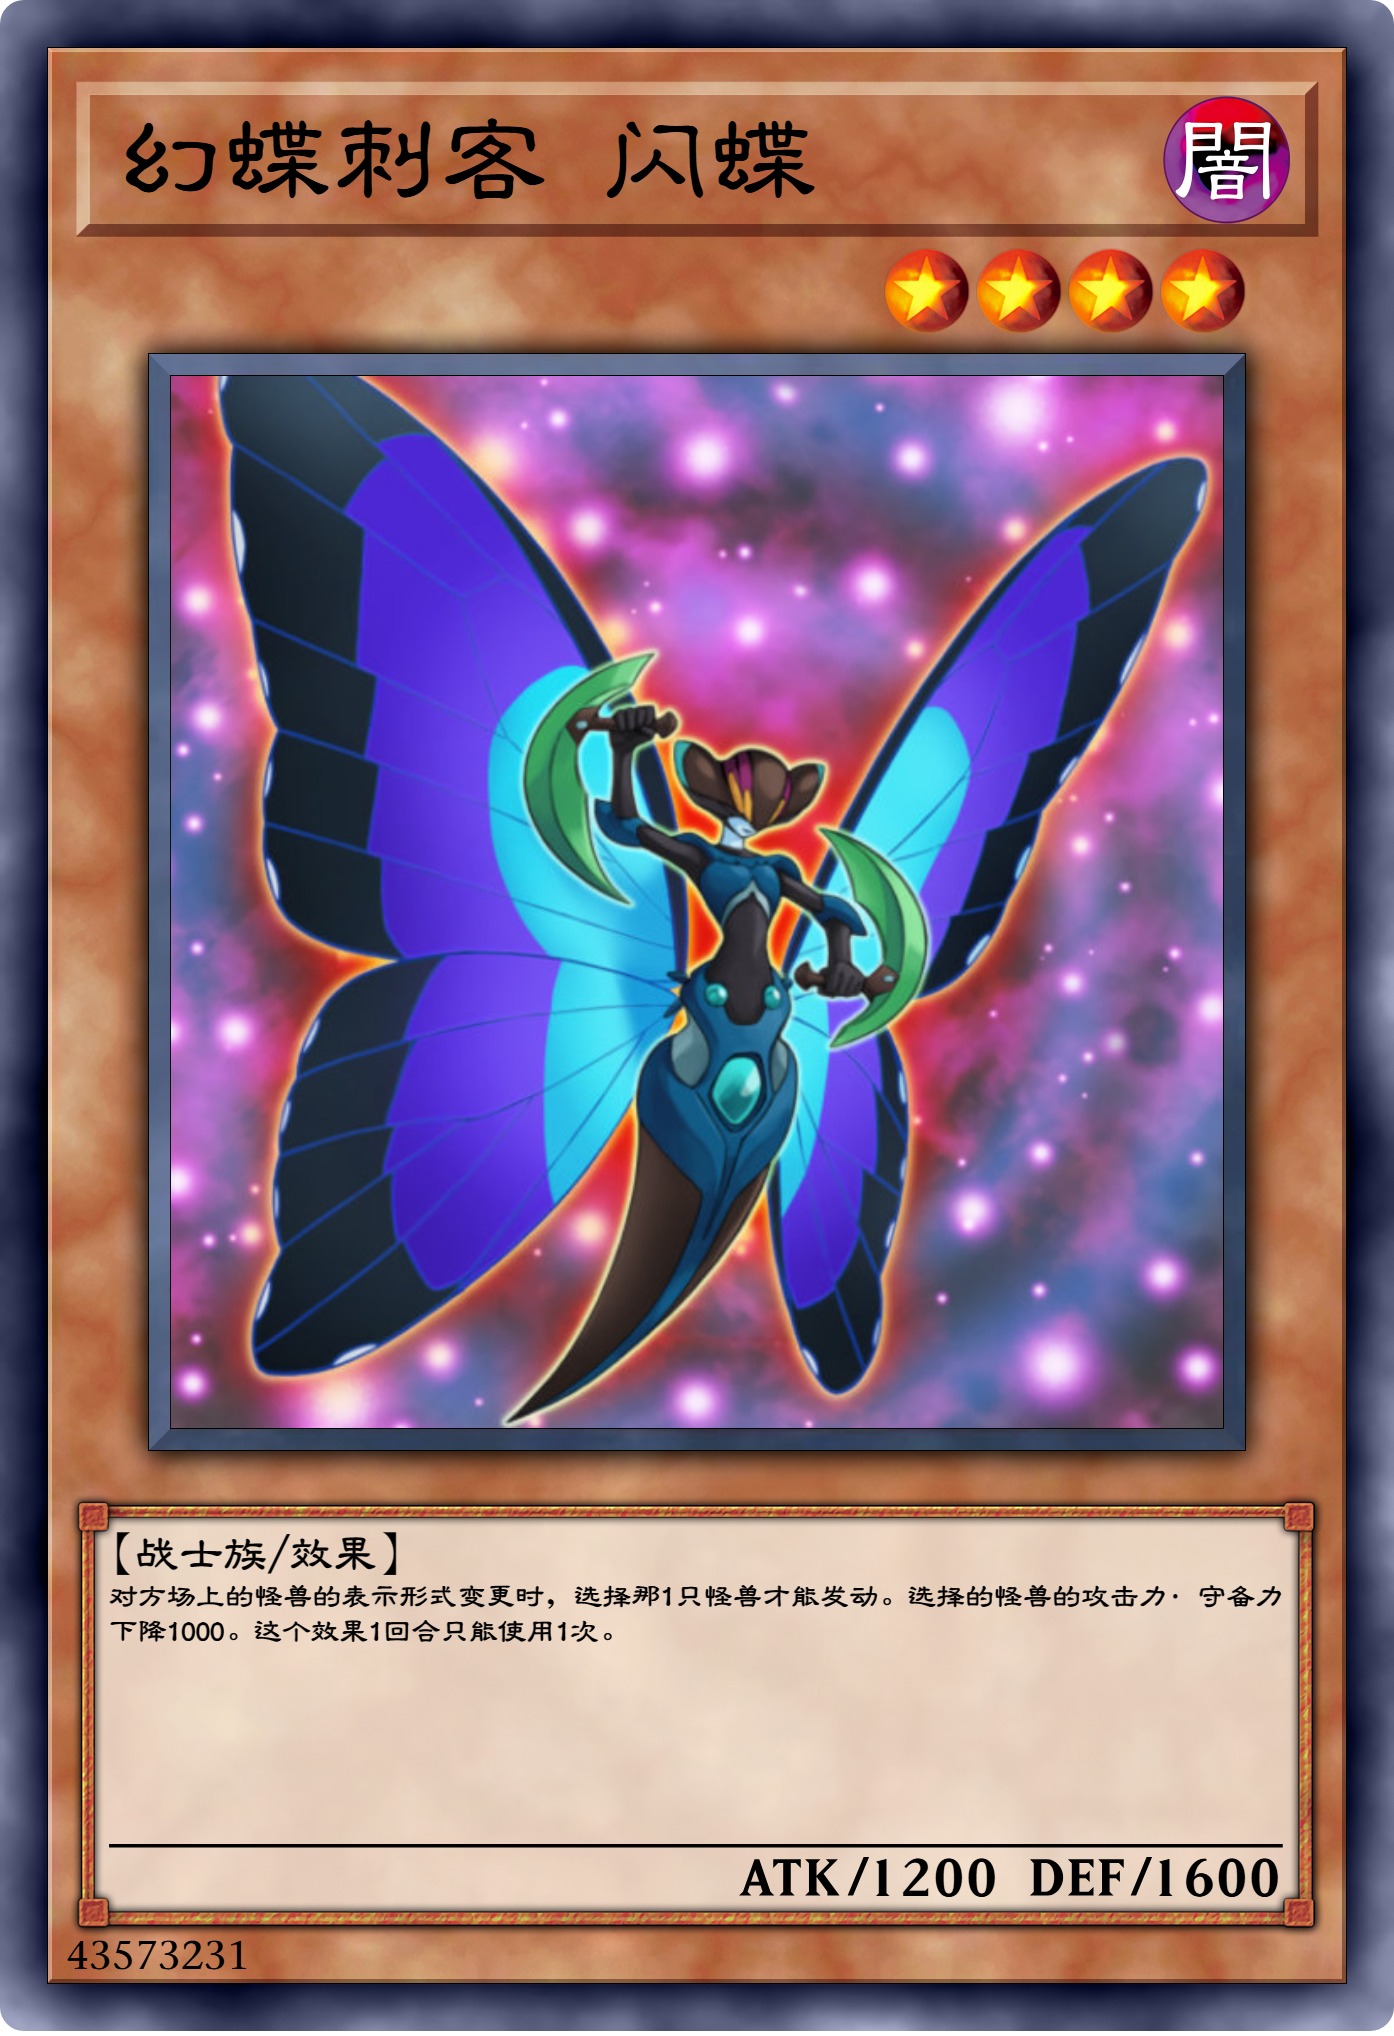 幻蝶刺客 闪蝶
闇
【战士族/效果】
对方场上的怪兽的表示形式变更时，选择那1只怪兽才能发动。选择的怪兽的攻击力·守备力
下降1000。这个效果1回合只能使用1次。
ATK/1200 DEF/1600
43573231